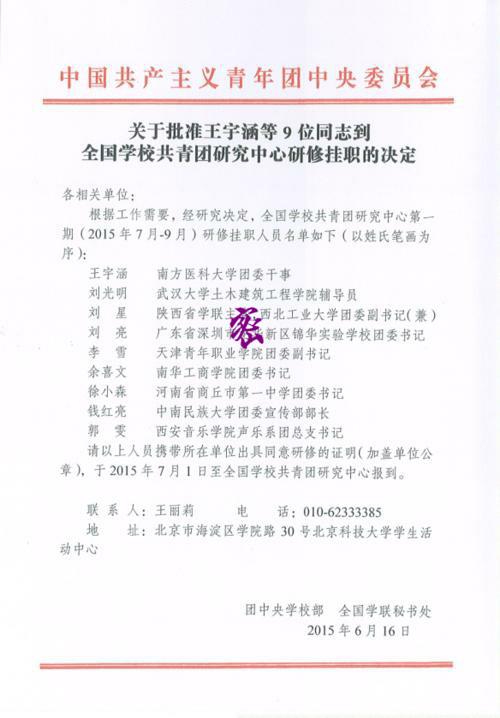 中国共产主义青年团中央委员会
关于批准王宇涵等 9 位同志到
全国学校共青团研究中心研修挂职的决定
各相关单位：
根据工作需要，经研究决定，全国学校共青团研究中心第一
期（2015 年 7 月-9 月）研修挂职人员名单如下（以姓氏笔画为
序）：
王宇涵 南方医科大学团委干事
刘光明 武汉大学土木建筑工程学院辅导员
刘 星 陕西省学联主 西北工业大学团委副书记（兼）
刘 亮 广东省深圳市 华新区锦华实验学校团委书记
李 雪 天津青年职业学院团委副书记
余喜文 南华工商学院团委书记
徐小森 河南省商丘市第一中学团委书记
钱红亮 中南民族大学团委宣传部部长
郭 雯 西安音乐学院声乐系团总支书记
请以上人员携带所在单位出具同意研修的证明（加盖单位公
章），于 2015 年 7 月 1 日至全国学校共青团研究中心报到。
联 系 人：王丽莉 电 话：010-62333385
地 址：北京市海淀区学院路 30 号北京科技大学学生活
动中心
团中央学校部 全国学联秘书处
2015 年 6 月 16 日